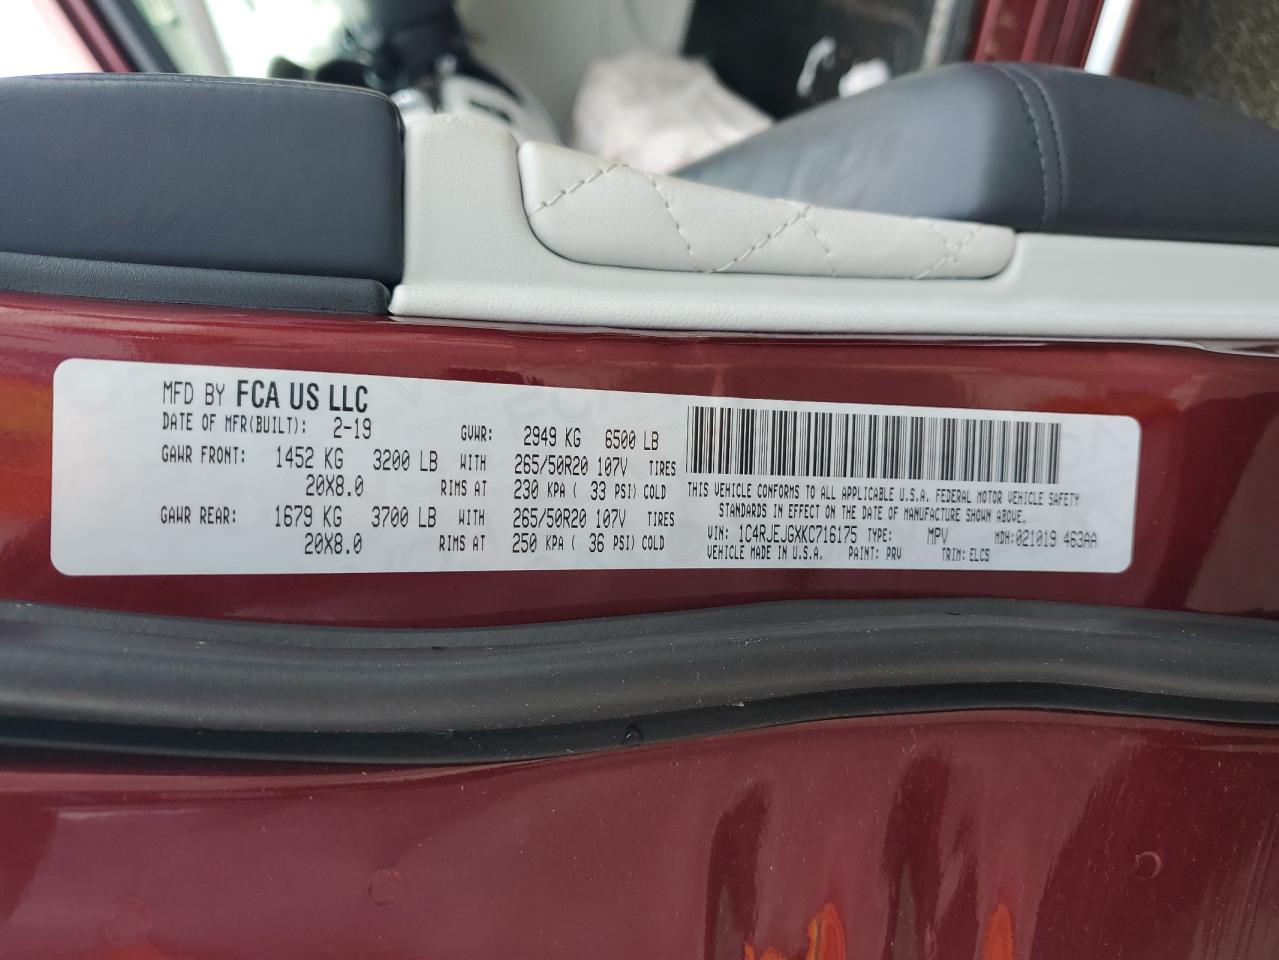 MFD BY FCA US LLC
DATE OF MFR(BUILT): 2-19 GVWR: 2949 KG 6500 LB
GAWR FRONT: 1452 KG 3200 LB WITH 265/50R20 107V TIRES
20X8.0 RIMS AT 230 KPA ( 33 PSI) COLD
GAWR REAR: 1679 KG 3700 LB WITH 265/50R20 107V TIRES
20X8.0 RIMS AT 250 KPA ( 36 PSI) COLD
THIS VEHICLE CONFORMS TO ALL APPLICABLE U.S.A. FEDERAL MOTOR VEHICLE SAFETY
STANDARDS IN EFFECT ON THE DATE OF MANUFACTURE SHOWN ABOVE.
VIN: 1C4RJEJGXKC716175 TYPE: MPV MDH:021019 463AA
VEHICLE MADE IN U.S.A. PAINT: PRV TRIM: ELCS